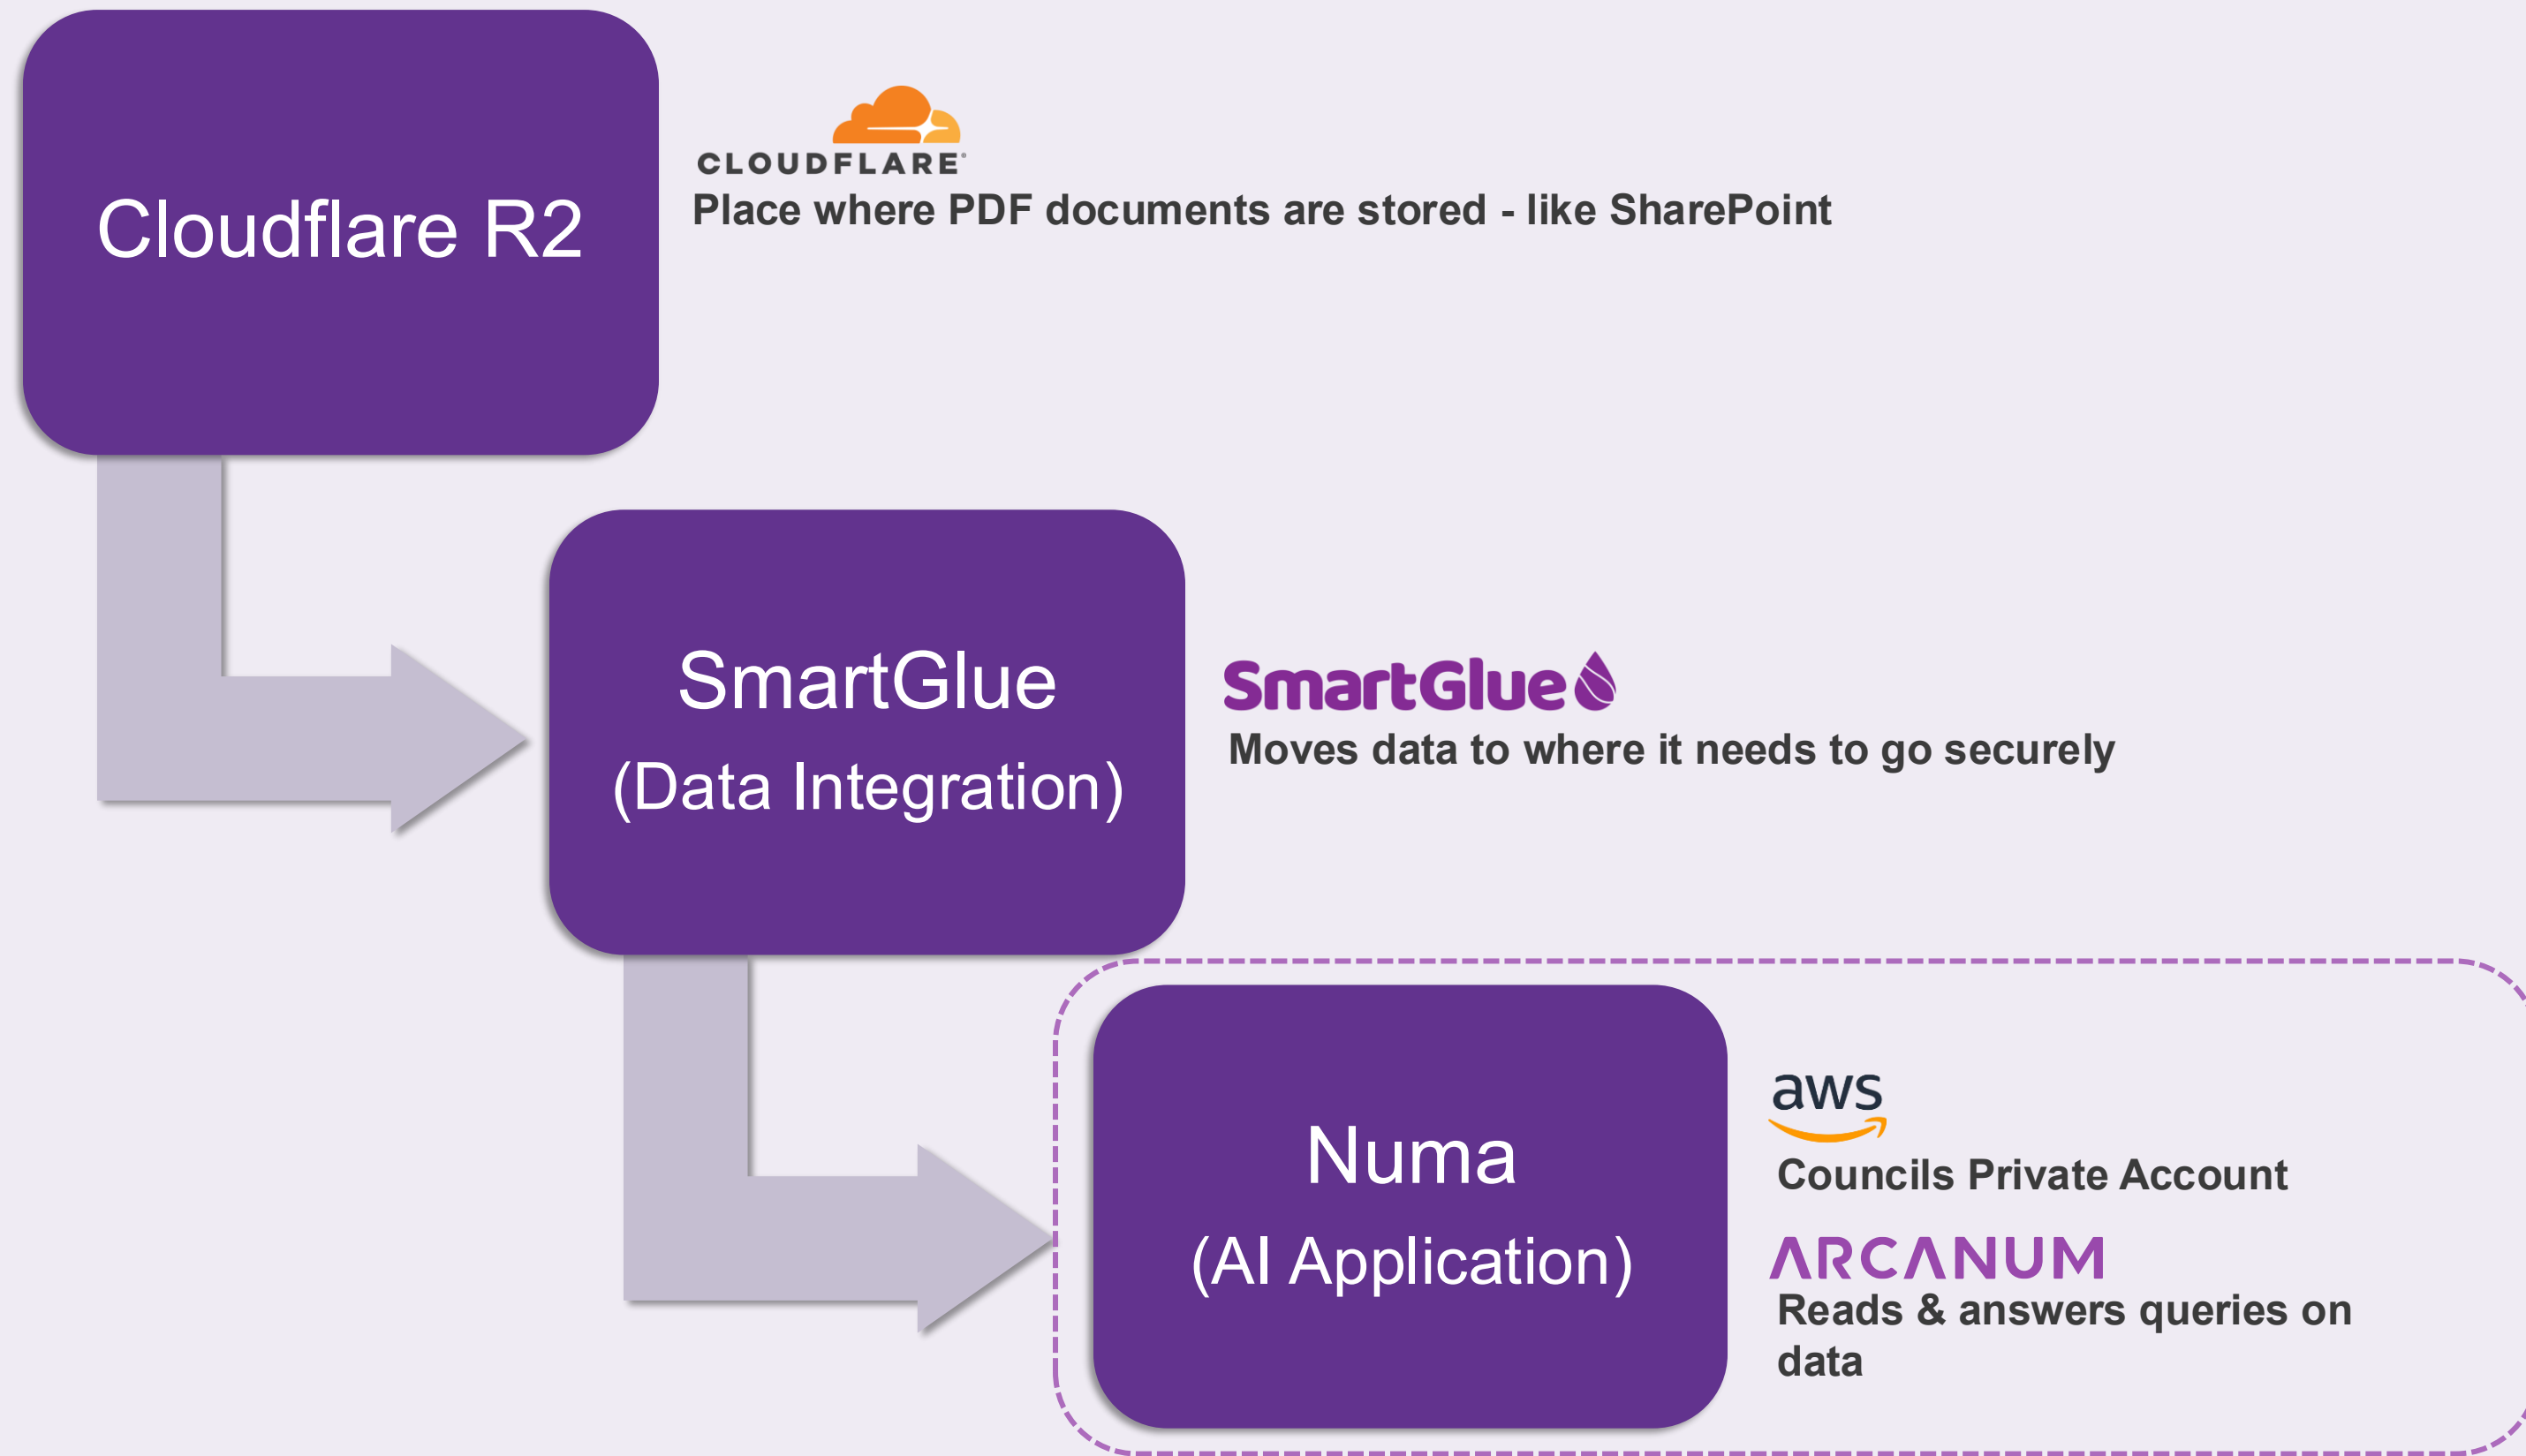 Cloudflare R2
CLOUDFLARE®
Place where PDF documents are stored - like SharePoint
SmartGlue
(Data Integration)
SmartGlue
Moves data to where it needs to go securely
Numa
(AI Application)
aws
Councils Private Account
ARCANUM
Reads & answers queries on
data